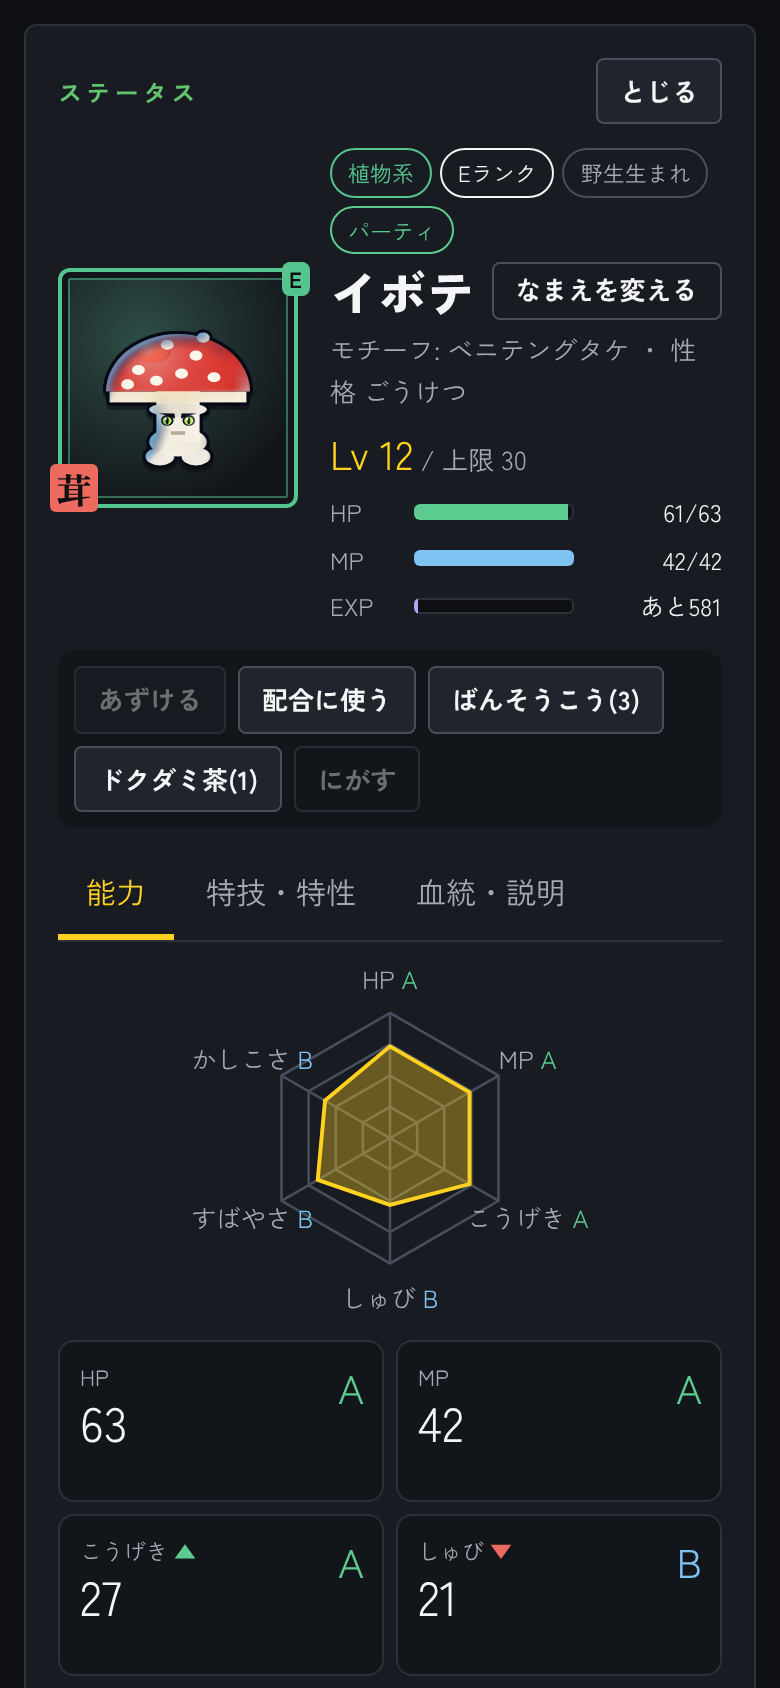 ステータス
とじる
植物系 Eランク 野生生まれ
パーティ
E
イボテ なまえを変える
モチーフ: ベニテングタケ ・ 性
格 ごうけつ
Lv 12 / 上限 30
茸
HP 61/63
MP 42/42
EXP あと581
あずける 配合に使う ばんそうこう(3)
ドクダミ茶(1) にがす
能力 特技・特性 血統・説明
HP A
かしこさ B MP A
すばやさ B こうげき A
しゅび B
HP A MP A
63 42
こうげき ▲ A しゅび ▼ B
27 21